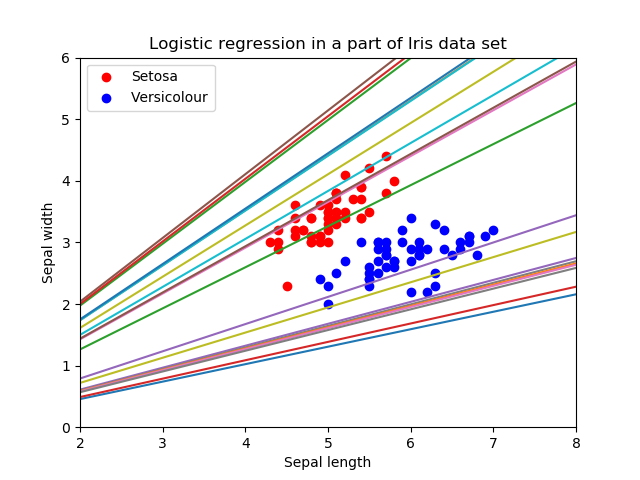 Logistic regression in a part of Iris data set
Setosa
Versicolour
Sepal width
6
5
4
3
2
1
0
2 3 4 5 6 7 8
Sepal length